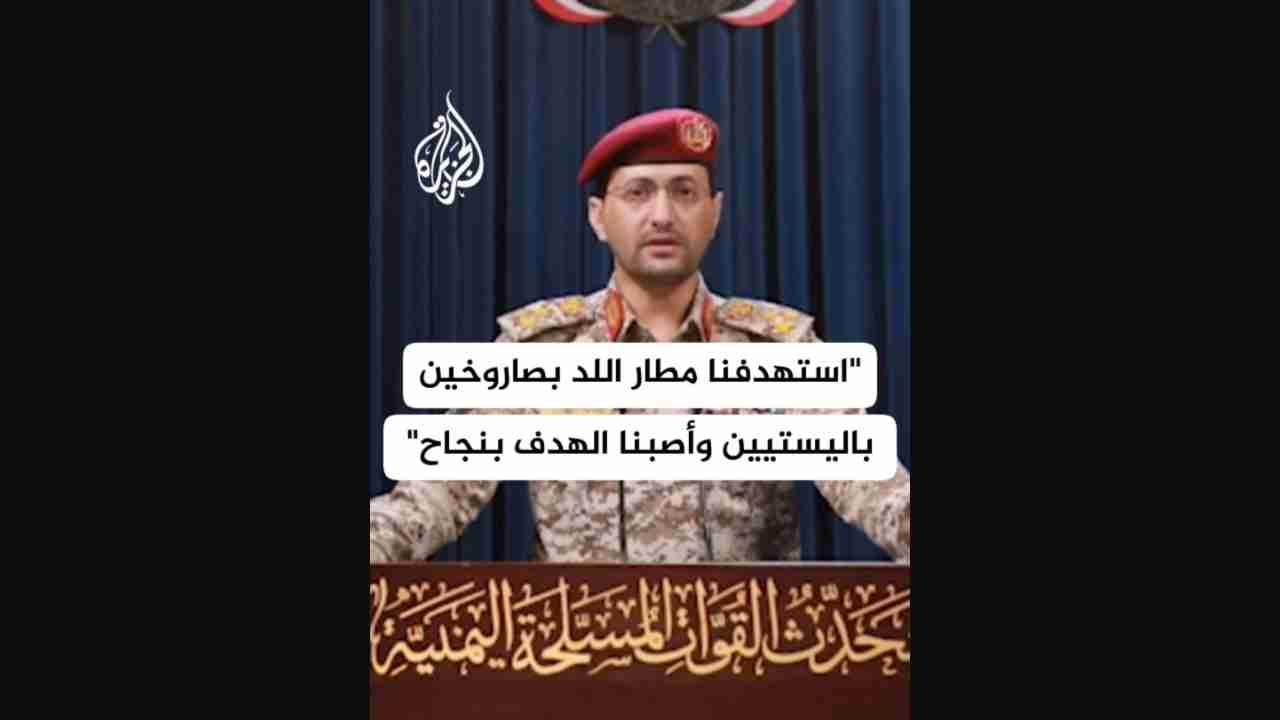 الجزيرة
"استهدفنا مطار اللد بصاروخين
باليستيين وأصبنا الهدف بنجاح"
متحدث القوات المسلحة اليمنية